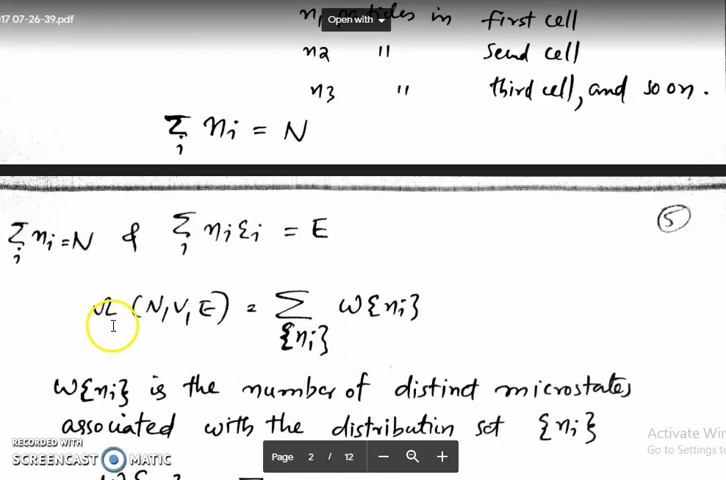 17 07-26-39.pdf
Open with
n1 particles in first cell
n2 " send cell
n3 " third cell, and so on.
Σi ni = N
5
Σi ni = N & Σi ni εi = E
Ω (N, V, E) = Σ{ni} W{ni}
W{ni} is the number of distinct microstates
associated with the distribution set {ni}
RECORDED WITH
SCREENCAST MATIC
Page 2 / 12
Activate Win
Go to Settings to